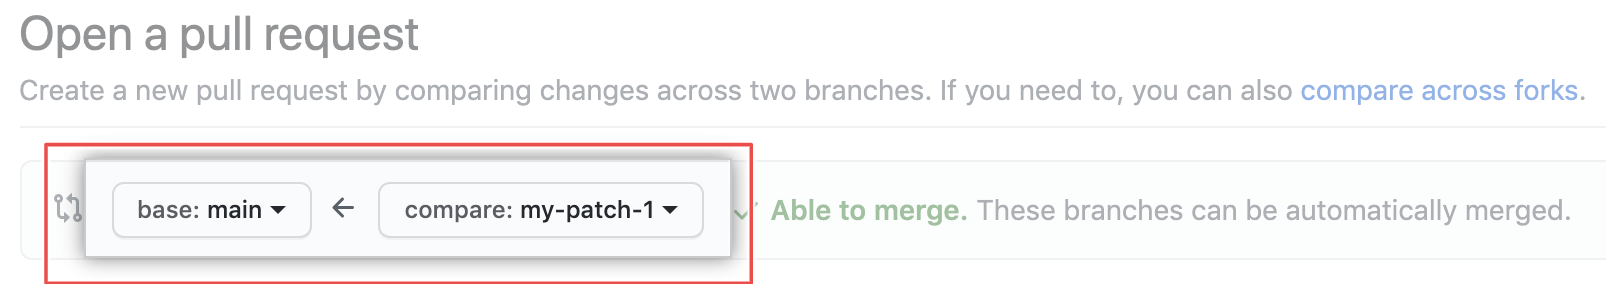 Open a pull request
Create a new pull request by comparing changes across two branches. If you need to, you can also compare across forks.
base: main compare: my-patch-1 Able to merge. These branches can be automatically merged.